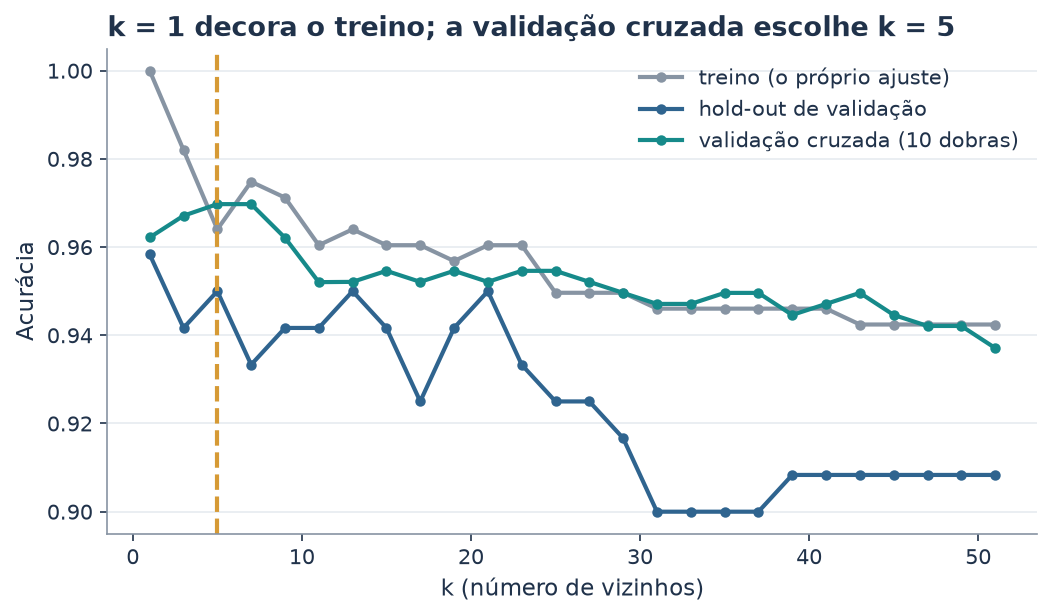 k = 1 decora o treino; a validação cruzada escolhe k = 5
treino (o próprio ajuste)
hold-out de validação
validação cruzada (10 dobras)
Acurácia
1.00
0.98
0.96
0.94
0.92
0.90
0 10 20 30 40 50
k (número de vizinhos)